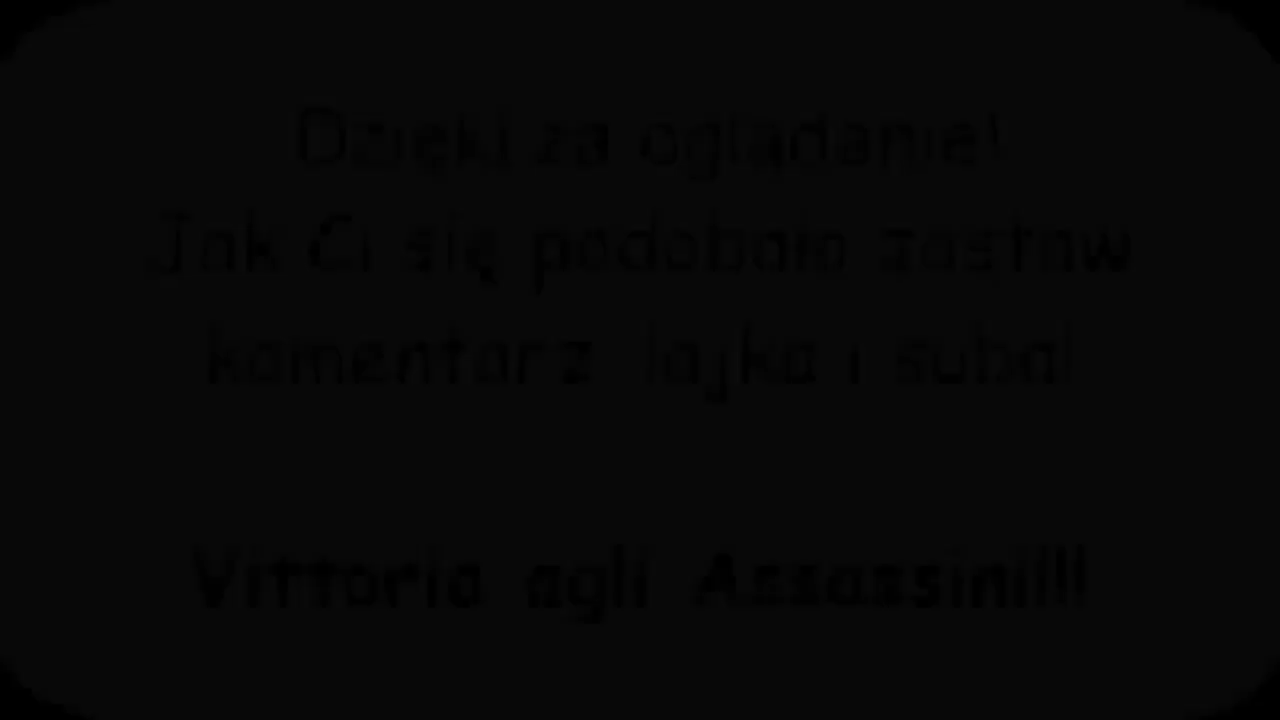 Dzięki za oglądanie!
Jak Ci się podobało zostaw
komentarz lajka i suba!
Vittoria agli Assassini!!!